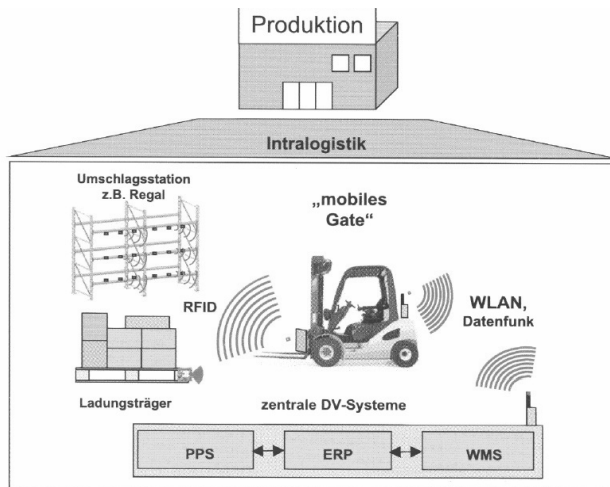 Produktion
Intralogistik
Umschlagsstation
z.B. Regal
„mobiles
Gate“
RFID
WLAN,
Datenfunk
Ladungsträger
zentrale DV-Systeme
PPS
ERP
WMS